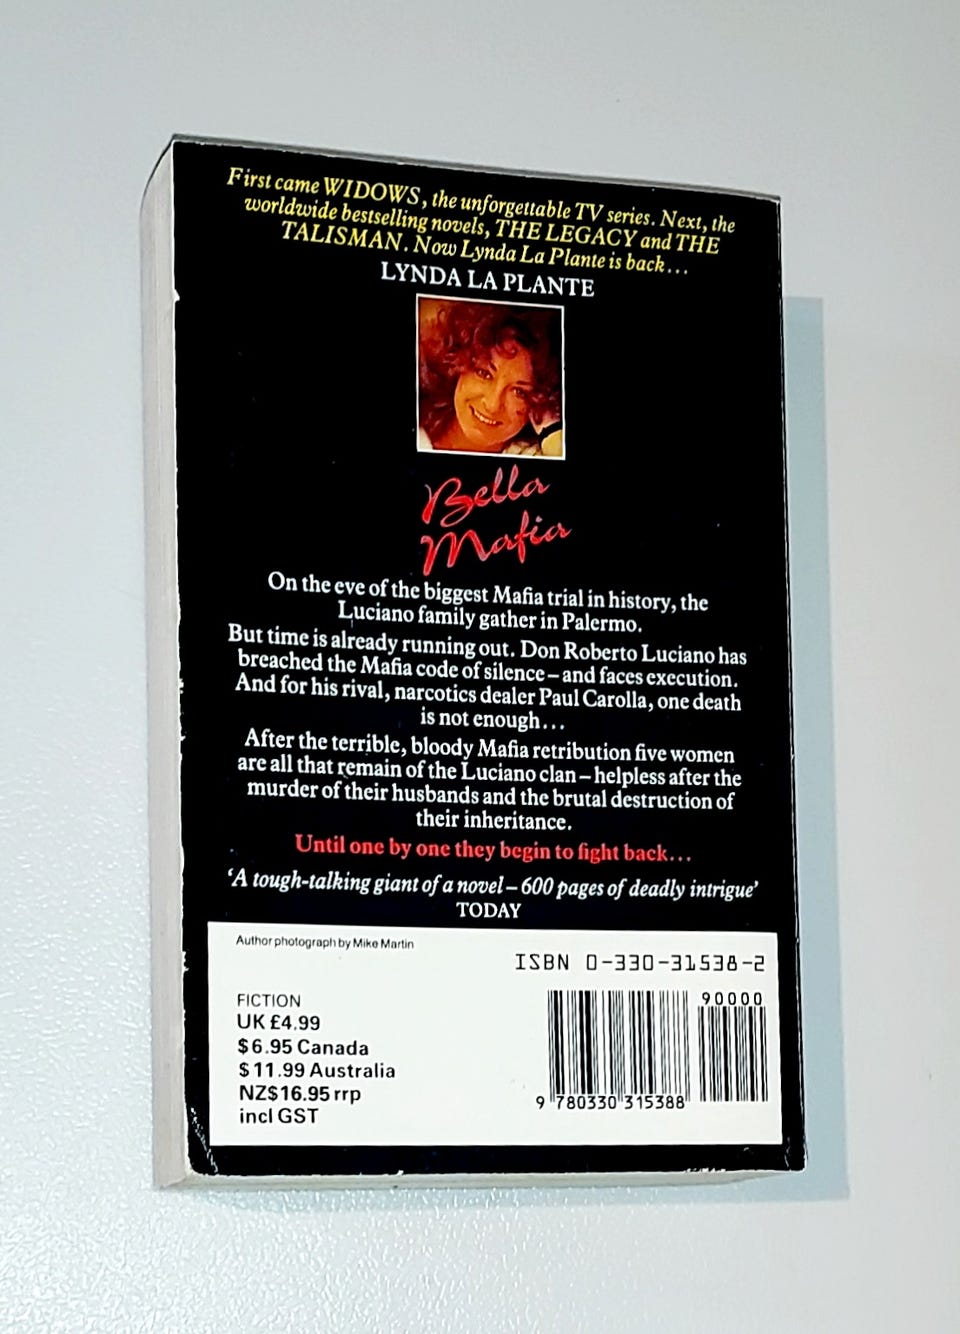 First came WIDOWS, the unforgettable TV series. Next, the
worldwide bestselling novels, THE LEGACY and THE
TALISMAN. Now Lynda La Plante is back...
LYNDA LA PLANTE
Bella
Mafia
On the eve of the biggest Mafia trial in history, the
Luciano family gather in Palermo.
But time is already running out. Don Roberto Luciano has
breached the Mafia code of silence – and faces execution.
And for his rival, narcotics dealer Paul Carolla, one death
is not enough...
After the terrible, bloody Mafia retribution five women
are all that remain of the Luciano clan – helpless after the
murder of their husbands and the brutal destruction of
their inheritance.
Until one by one they begin to fight back...
‘A tough-talking giant of a novel – 600 pages of deadly intrigue’
TODAY
Author photograph by Mike Martin
ISBN 0-330-31538-2
FICTION
UK £4.99
$6.95 Canada
$11.99 Australia
NZ$16.95 rrp
incl GST
90000
9 780330 315388